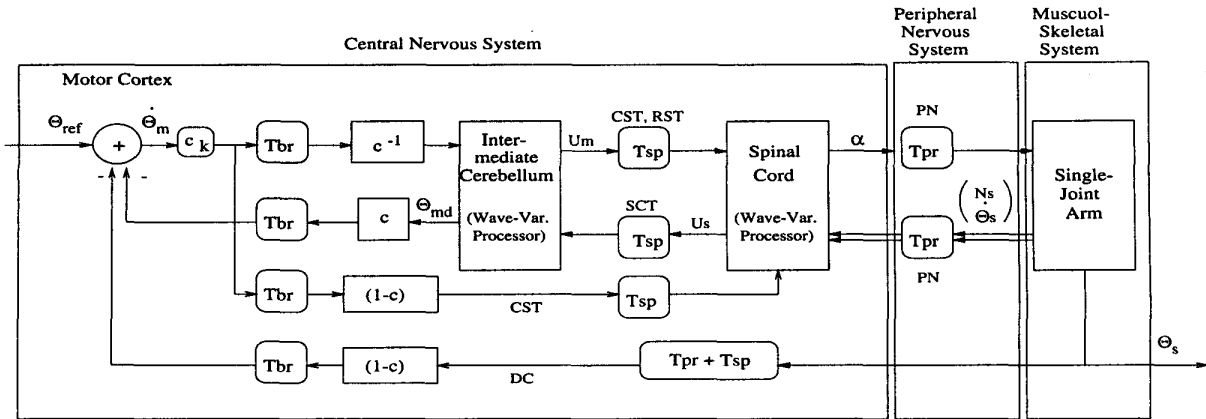 Peripheral
Nervous
System
Muscuol-
Skeletal
System
Central Nervous System
Motor Cortex
Θref
+
- -
Θ̇m
c k
Tbr
c -1
Inter-
mediate
Cerebellum
(Wave-Var.
Processor)
Um
CST, RST
Tsp
Spinal
Cord
(Wave-Var.
Processor)
α
PN
Tpr
Single-
Joint
Arm
Tbr
c
Θmd
SCT
Tsp
Us
Tpr
PN
( Ns
Θ̇s )
Tbr
(1-c)
CST
Tsp
Tbr
(1-c)
DC
Tpr + Tsp
Θs